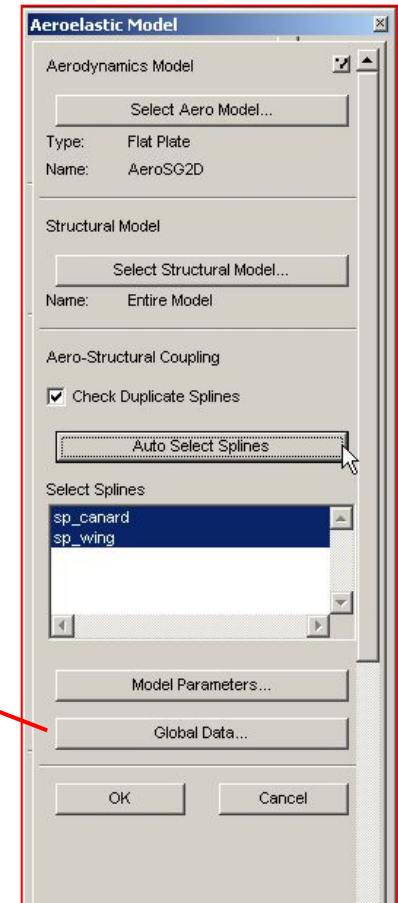 Aeroelastic Model
Aerodynamics Model
Select Aero Model...
Type: Flat Plate
Name: AeroSG2D
Structural Model
Select Structural Model...
Name: Entire Model
Aero-Structural Coupling
Check Duplicate Splines
Auto Select Splines
Select Splines
sp_canard
sp_wing
Model Parameters...
Global Data...
OK Cancel